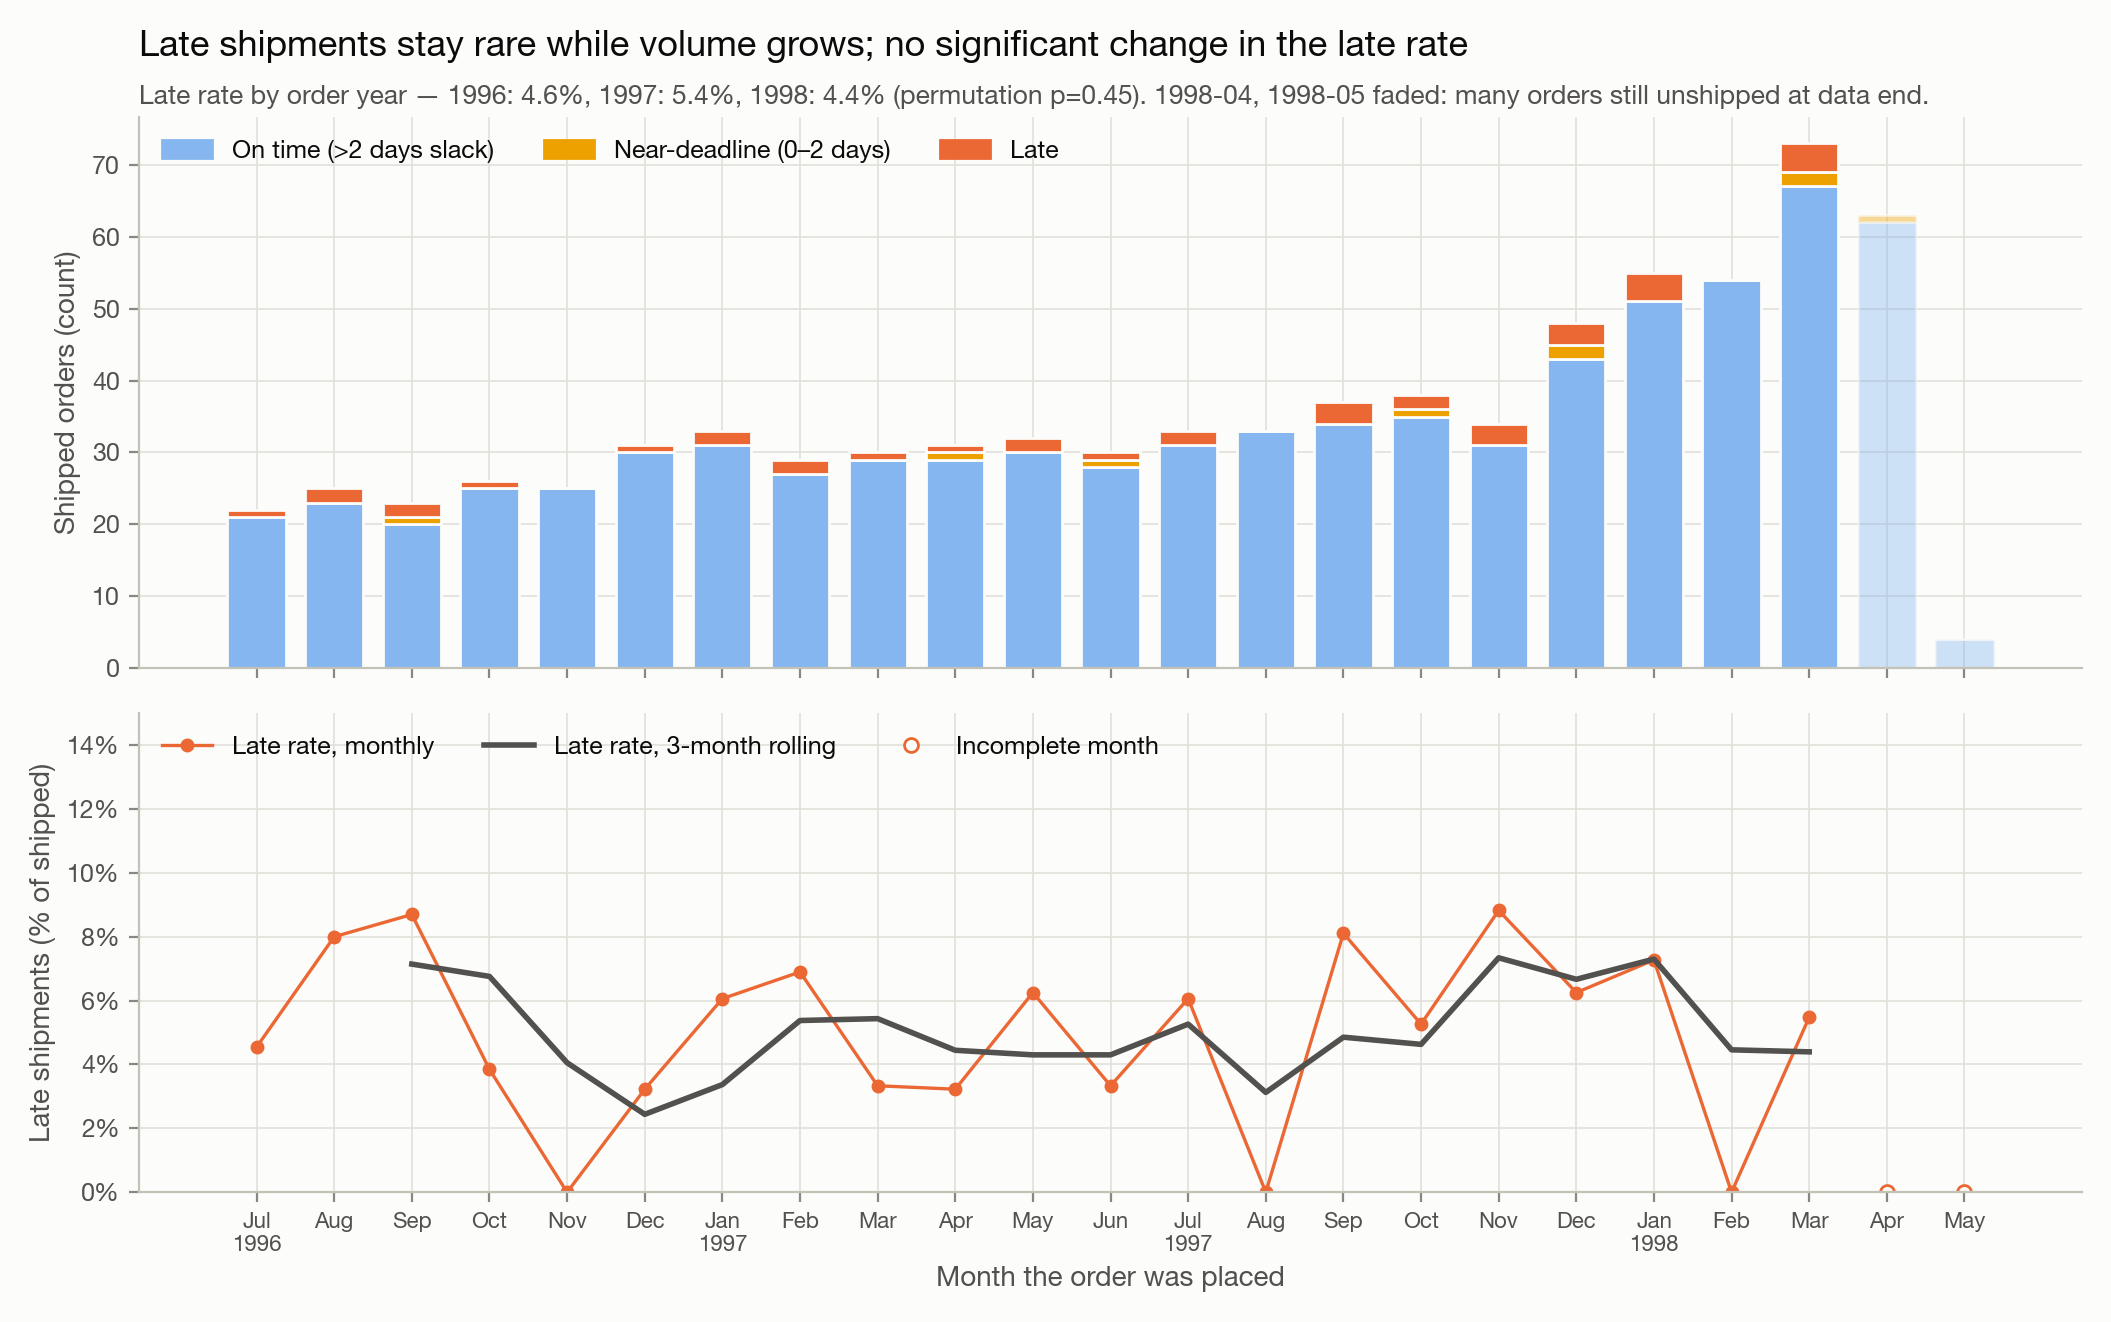 Late shipments stay rare while volume grows; no significant change in the late rate
Late rate by order year — 1996: 4.6%, 1997: 5.4%, 1998: 4.4% (permutation p=0.45). 1998-04, 1998-05 faded: many orders still unshipped at data end.
On time (>2 days slack) Near-deadline (0–2 days) Late
Shipped orders (count)
70
60
50
40
30
20
10
0
Late rate, monthly Late rate, 3-month rolling Incomplete month
Late shipments (% of shipped)
14%
12%
10%
8%
6%
4%
2%
0%
Jul Aug Sep Oct Nov Dec Jan Feb Mar Apr May Jun Jul Aug Sep Oct Nov Dec Jan Feb Mar Apr May
1996 1997 1997 1998
Month the order was placed